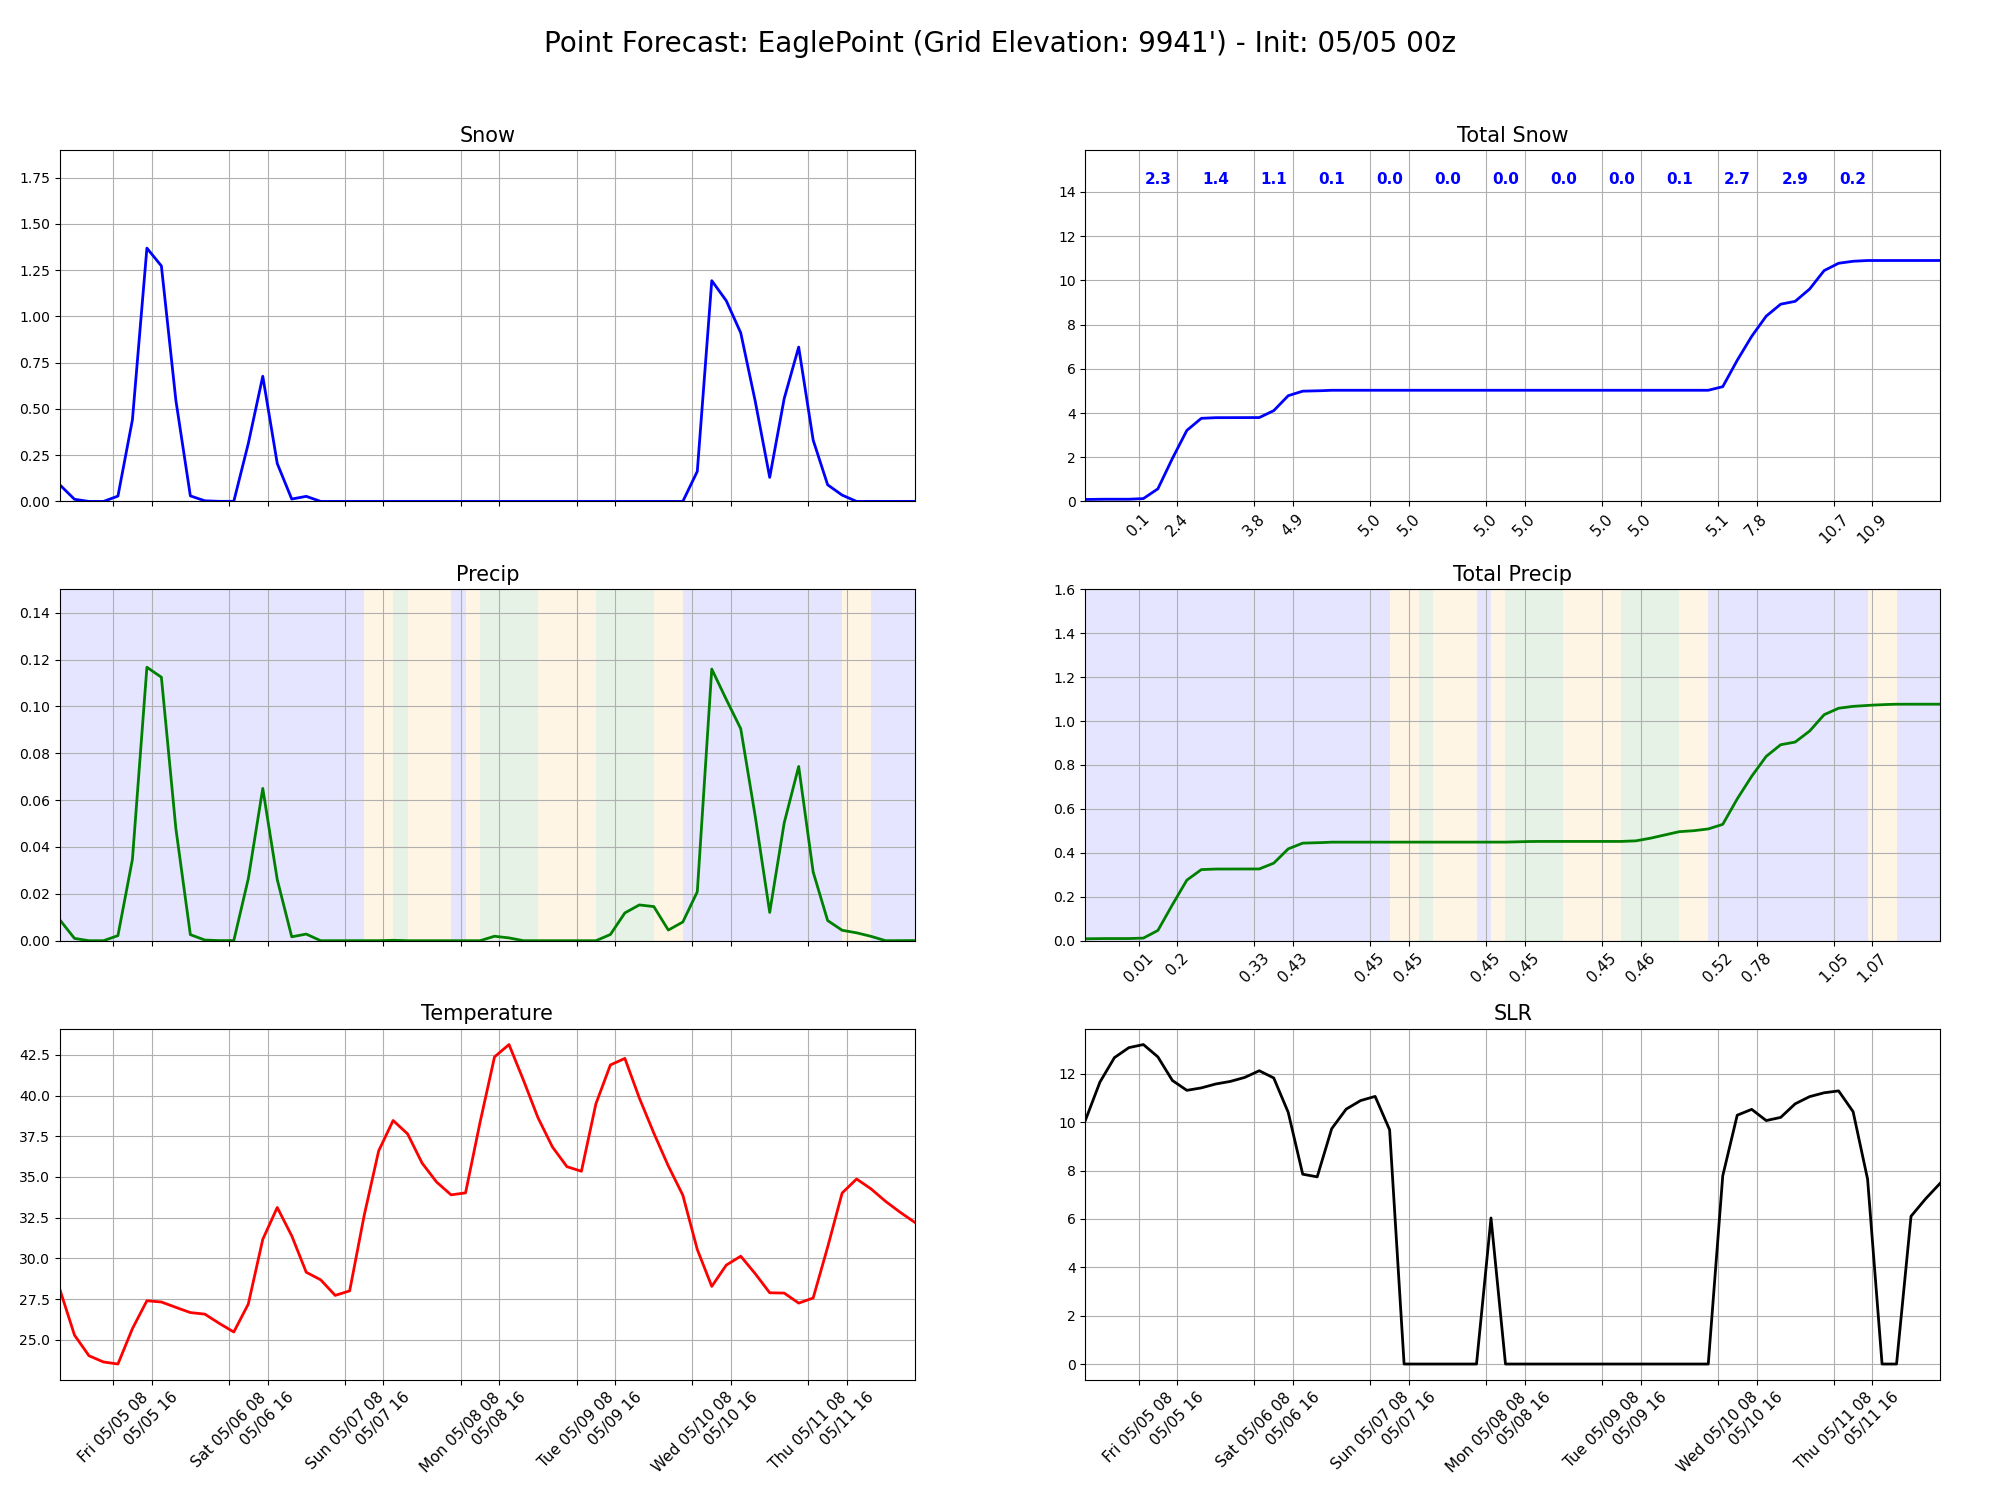 Point Forecast: EaglePoint (Grid Elevation: 9941') - Init: 05/05 00z
Snow
1.75
1.50
1.25
1.00
0.75
0.50
0.25
0.00
Total Snow
2.3 1.4 1.1 0.1 0.0 0.0 0.0 0.0 0.0 0.1 2.7 2.9 0.2
14
12
10
8
6
4
2
0
0.1 2.4 3.8 4.9 5.0 5.0 5.0 5.0 5.0 5.0 5.1 7.8 10.7 10.9
Precip
0.14
0.12
0.10
0.08
0.06
0.04
0.02
0.00
Total Precip
1.6
1.4
1.2
1.0
0.8
0.6
0.4
0.2
0.0
0.01 0.2 0.33 0.43 0.45 0.45 0.45 0.45 0.45 0.46 0.52 0.78 1.05 1.07
Temperature
42.5
40.0
37.5
35.0
32.5
30.0
27.5
25.0
Fri 05/05 08
05/05 16
Sat 05/06 08
05/06 16
Sun 05/07 08
05/07 16
Mon 05/08 08
05/08 16
Tue 05/09 08
05/09 16
Wed 05/10 08
05/10 16
Thu 05/11 08
05/11 16
SLR
12
10
8
6
4
2
0
Fri 05/05 08
05/05 16
Sat 05/06 08
05/06 16
Sun 05/07 08
05/07 16
Mon 05/08 08
05/08 16
Tue 05/09 08
05/09 16
Wed 05/10 08
05/10 16
Thu 05/11 08
05/11 16